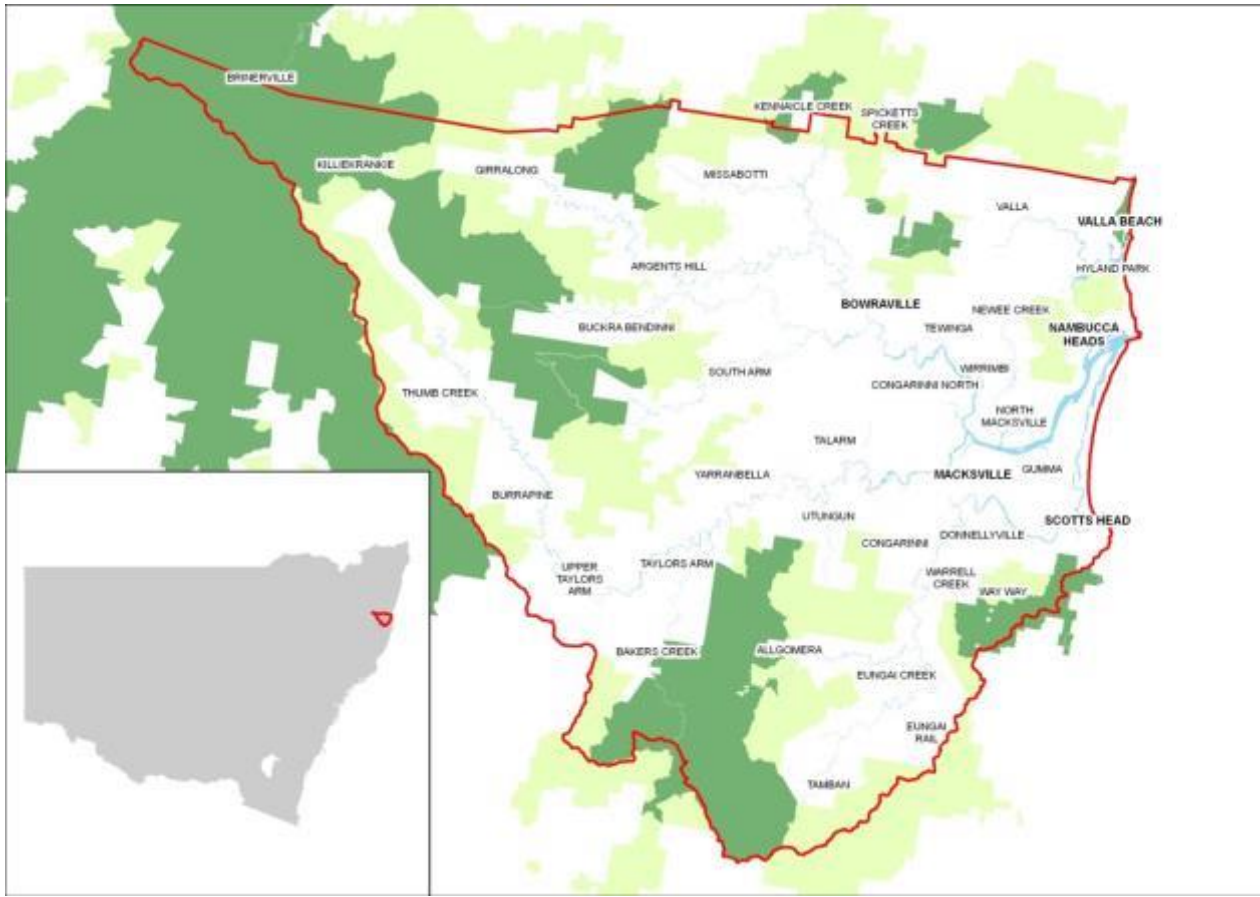 BRINERVILLE
KENNAICLE CREEK
SPICKETTS
CREEK
KILLIEKRANKIE
GIRRALONG
MISSABOTTI
VALLA
VALLA BEACH
ARGENTS HILL
HYLAND PARK
BOWRAVILLE
NEWEE CREEK
BUCKRA BENDINNI
TEWINGA
NAMBUCCA
HEADS
SOUTH ARM
WIRRIMBI
THUMB CREEK
CONGARINNI NORTH
NORTH
MACKSVILLE
TALARM
YARRANBELLA
MACKSVILLE
GUMMA
BURRAPINE
UTUNGUN
SCOTTS HEAD
CONGARINNI
DONNELLYVILLE
UPPER
TAYLORS
ARM
TAYLORS ARM
WARRELL
CREEK
WAY WAY
BAKERS CREEK
ALLGOMERA
EUNGAI CREEK
EUNGAI
RAIL
TAMBAN